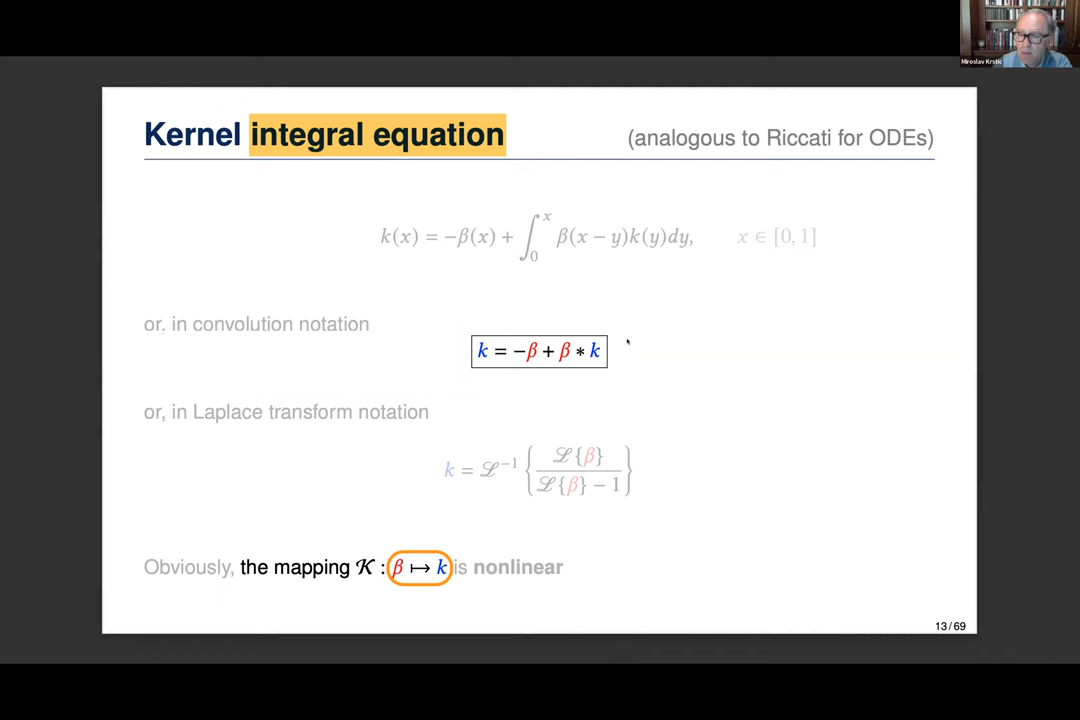 Miroslav Krstic
Kernel integral equation (analogous to Riccati for ODEs)
k(x) = −β(x) + ∫₀ˣ β(x − y)k(y)dy, x ∈ [0, 1]
or, in convolution notation
k = −β + β ∗ k
or, in Laplace transform notation
k = ℒ⁻¹ { ℒ{β} / ℒ{β} − 1 }
Obviously, the mapping 𝒦 : β ↦ k is nonlinear
13/69